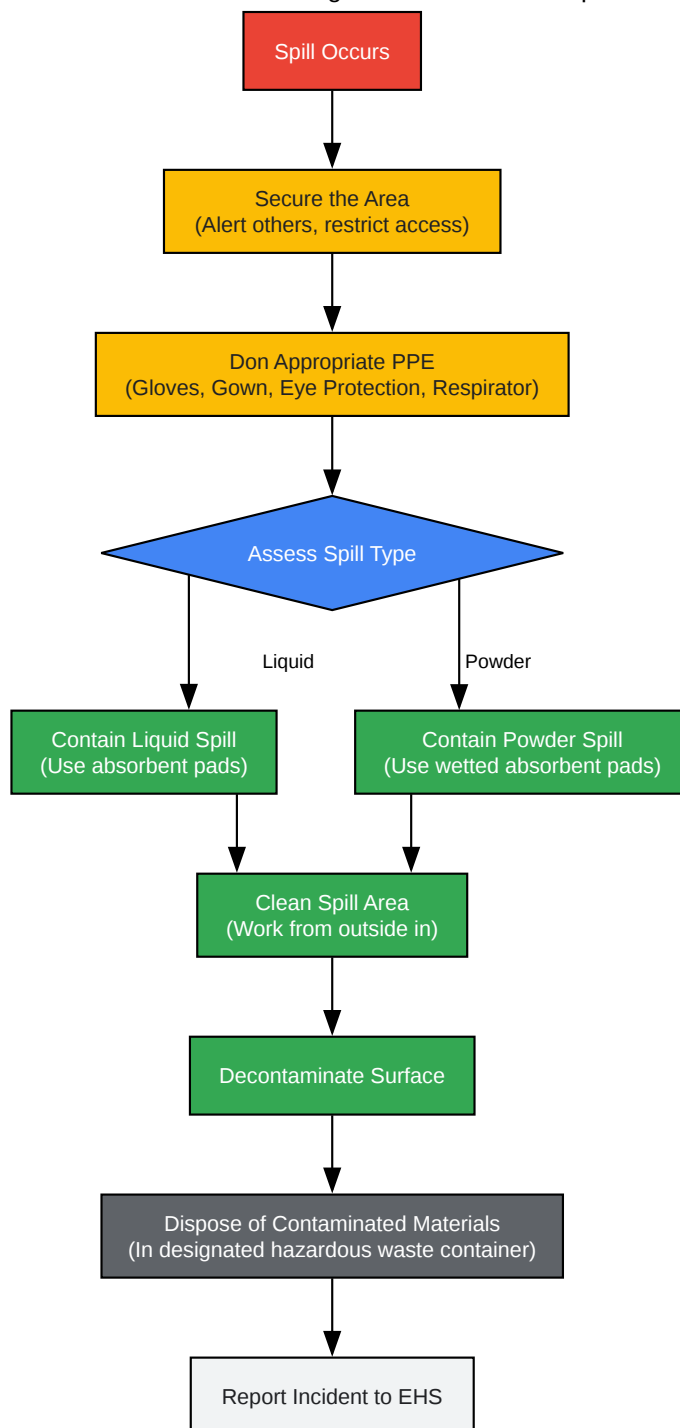 Spill Occurs
Secure the Area
(Alert others, restrict access)
Don Appropriate PPE
(Gloves, Gown, Eye Protection, Respirator)
Assess Spill Type
Liquid
Powder
Contain Liquid Spill
(Use absorbent pads)
Contain Powder Spill
(Use wetted absorbent pads)
Clean Spill Area
(Work from outside in)
Decontaminate Surface
Dispose of Contaminated Materials
(In designated hazardous waste container)
Report Incident to EHS